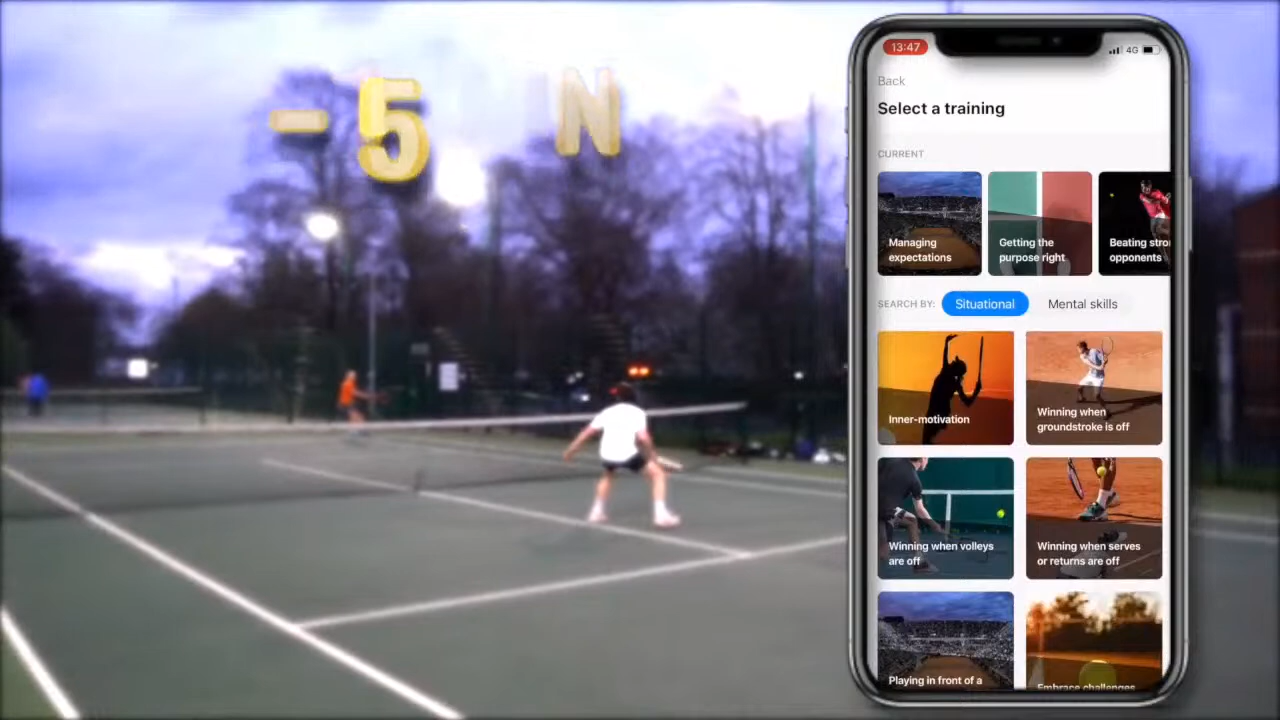 -5 N
13:47
4G
Back
Select a training
CURRENT
Managing
expectations
Getting the
purpose right
Beating stro
opponents
SEARCH BY: Situational Mental skills
Inner-motivation
Winning when
groundstroke is off
Winning when volleys
are off
Winning when serves
or returns are off
Playing in front of a
Embrace challenges